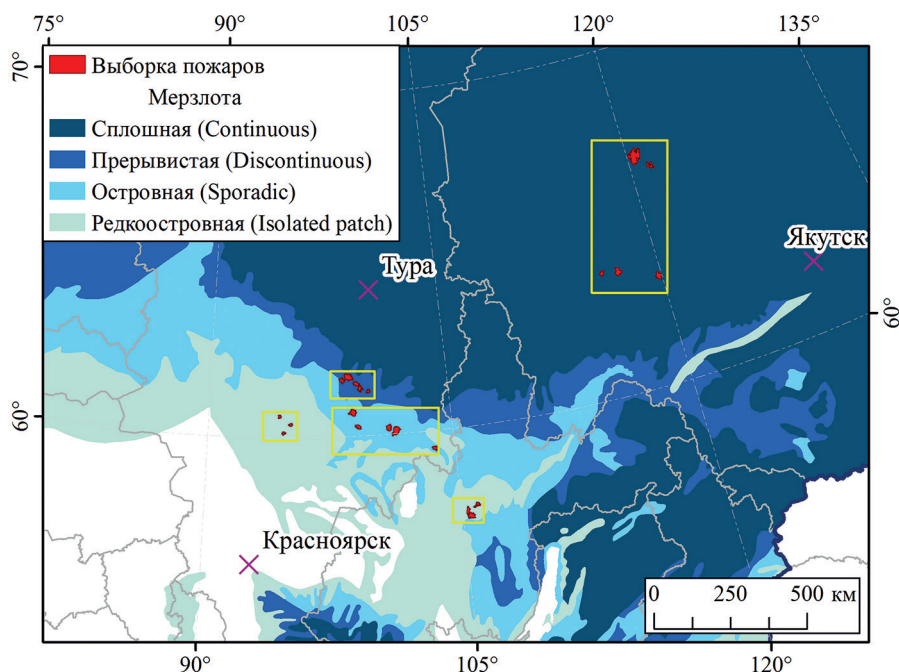 75° 90° 105° 120° 135°
70°
Выборка пожаров
Мерзлота
Сплошная (Continuous)
Прерывистая (Discontinuous)
Островная (Sporadic)
Редкоостровная (Isolated patch)
Якутск
Тура
60°
60°
Красноярск
0 250 500 км
90° 105° 120°